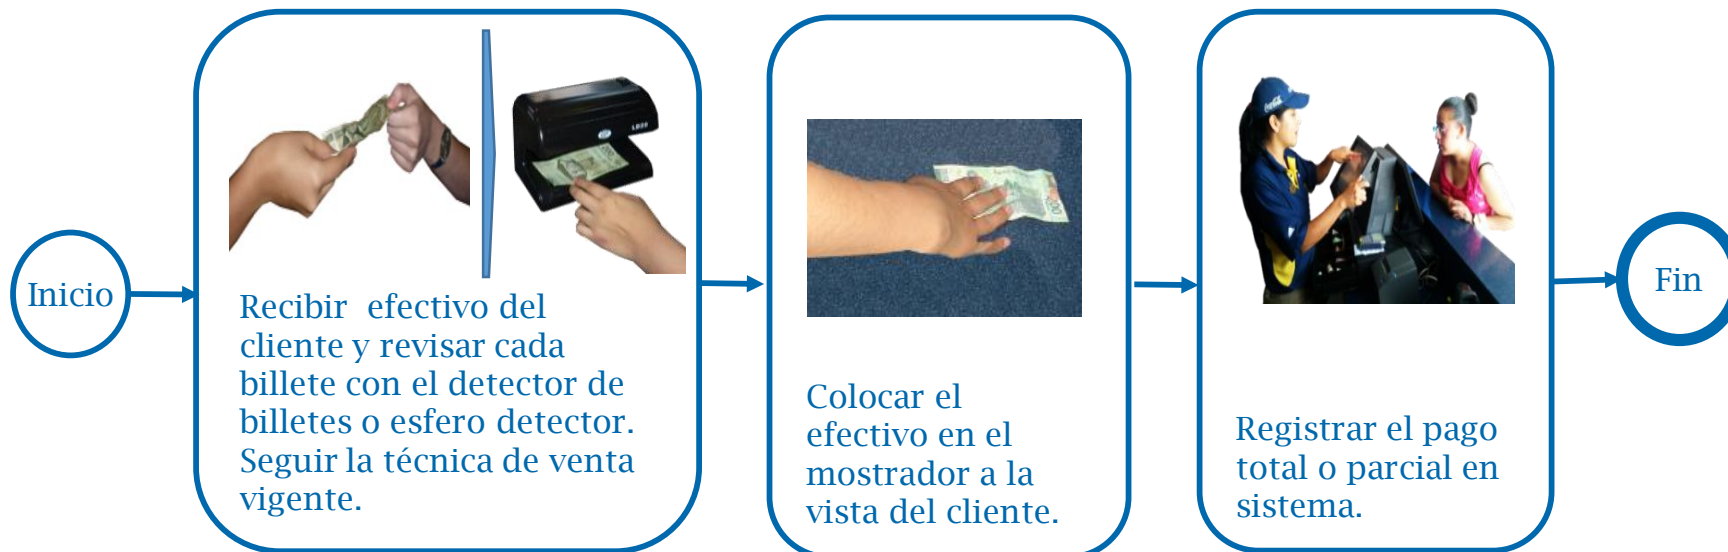 Inicio
Recibir  efectivo del
cliente y revisar cada
billete con el detector de
billetes o esfero detector.
Seguir la técnica de venta
vigente.
Colocar el
efectivo en el
mostrador a la
vista del cliente.
Registrar el pago
total o parcial en
sistema.
Fin